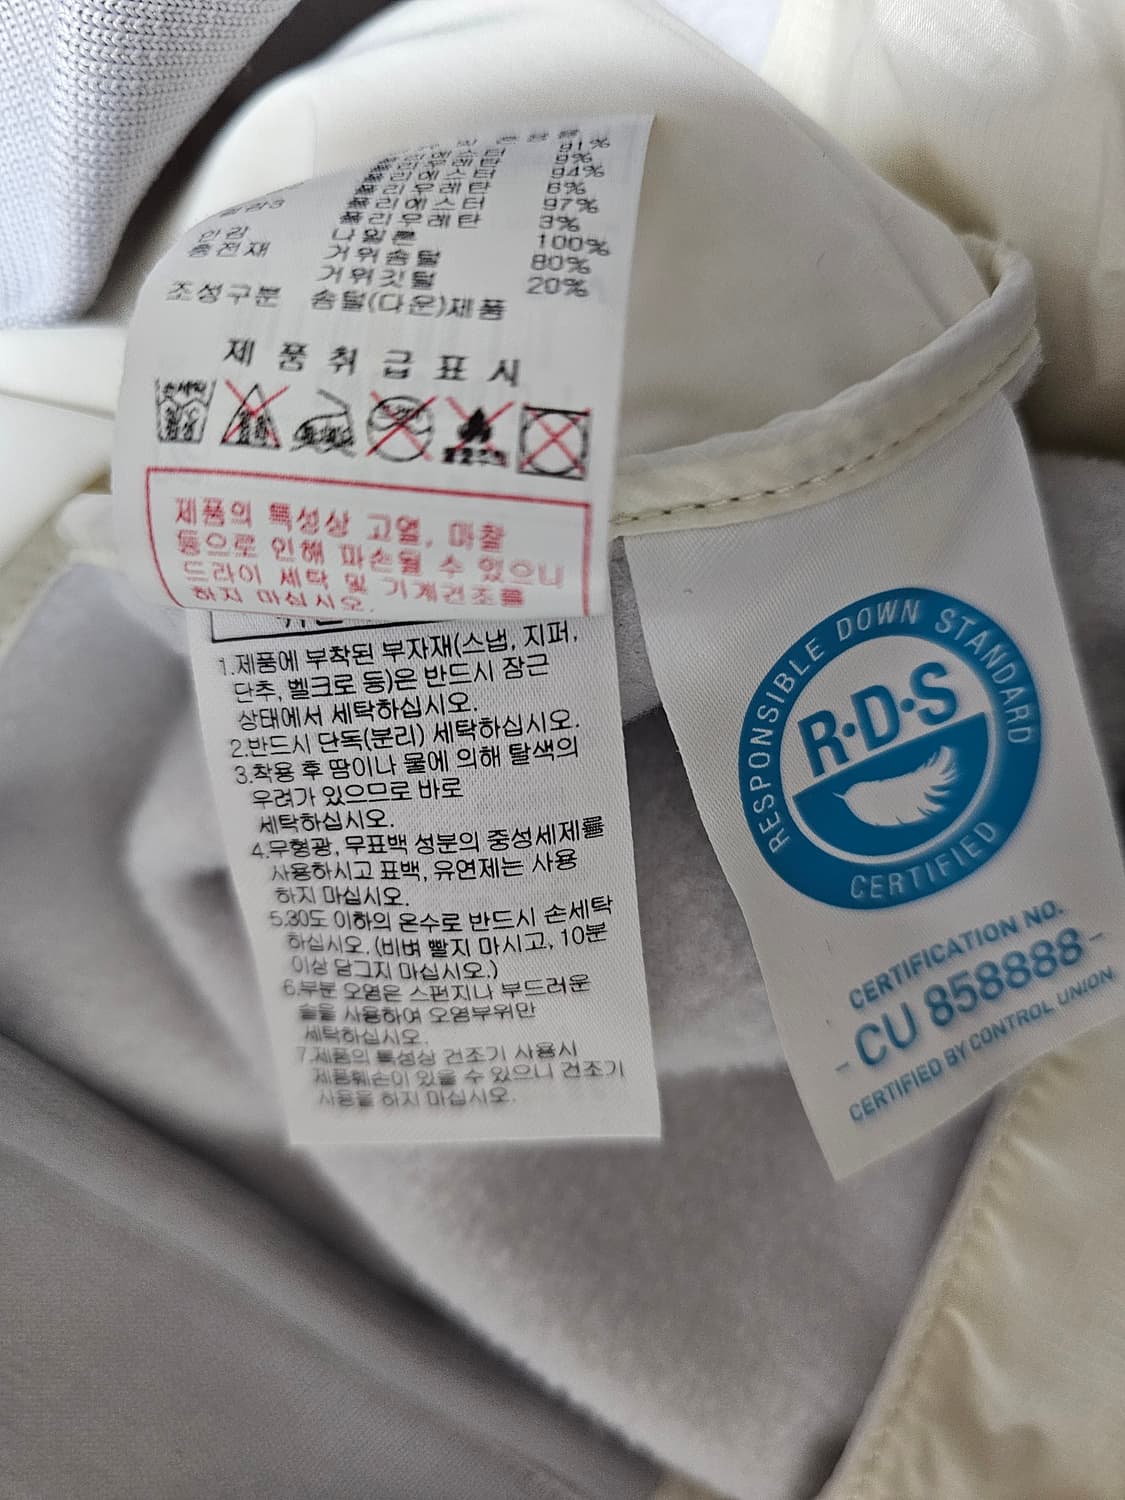 91%
폴리우레탄 9%
폴리에스터 94%
폴리우레탄 6%
폴리에스터 97%
폴리우레탄 3%
안감 나일론 100%
충전재 거위솜털 80%
거위깃털 20%
조성구분 솜털(다운)제품
제 품 취 급 표 시
손세탁
제품의 특성상 고열, 마찰
등으로 인해 파손될 수 있으니
드라이 세탁 및 기계건조를
하지 마십시오.
1.제품에 부착된 부자재(스냅, 지퍼,
단추, 벨크로 등)은 반드시 잠근
상태에서 세탁하십시오.
2.반드시 단독(분리) 세탁하십시오.
3.착용 후 땀이나 물에 의해 탈색의
우려가 있으므로 바로
세탁하십시오.
4.무형광, 무표백 성분의 중성세제를
사용하시고 표백, 유연제는 사용
하지 마십시오.
5.30도 이하의 온수로 반드시 손세탁
하십시오. (비벼 빨지 마시고, 10분
이상 담그지 마십시오.)
6.부분 오염은 스펀지나 부드러운
솔을 사용하여 오염부위만
세탁하십시오.
7.제품의 특성상 건조기 사용시
제품훼손이 있을 수 있으니 건조기
사용을 하지 마십시오.
RESPONSIBLE DOWN STANDARD
R·D·S
CERTIFIED
CERTIFICATION NO.
- CU 858888 -
CERTIFIED BY CONTROL UNION